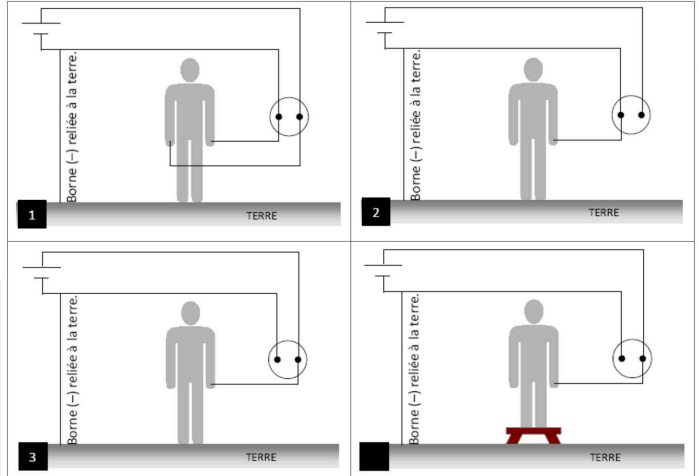 Borne (–) reliée à la terre.
1
TERRE
Borne (–) reliée à la terre.
2
TERRE
Borne (–) reliée à la terre.
3
TERRE
Borne (–) reliée à la terre.
TERRE